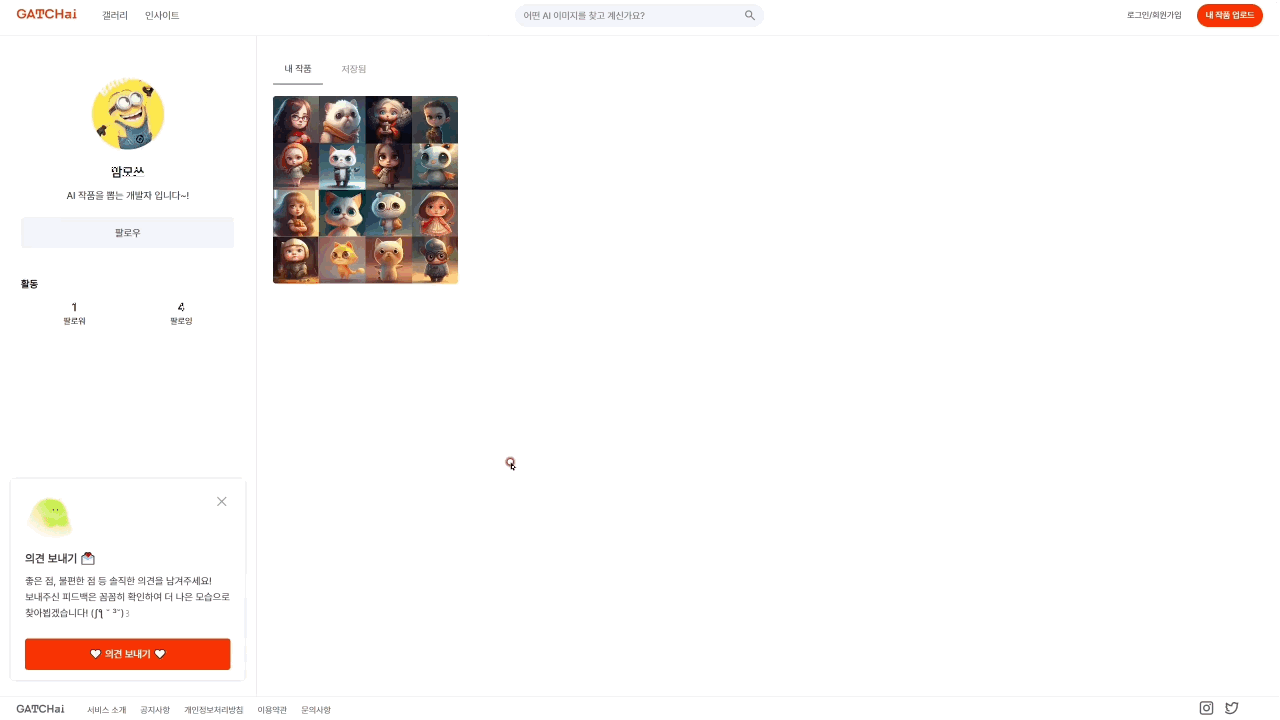 GATCHai
갤러리
인사이트
어떤 AI 이미지를 찾고 계신가요?
로그인/회원가입
내 작품 업로드
내 작품
저장됨
AI 작품을 뽑는 개발자 입니다~!
팔로우
활동
1
4
팔로워
팔로잉
의견 보내기
좋은 점, 불편한 점 등 솔직한 의견을 남겨주세요!
보내주신 피드백은 꼼꼼히 확인하여 더 나은 모습으로
찾아뵙겠습니다!
의견 보내기
GATCHai
서비스 소개
공지사항
개인정보처리방침
이용약관
문의사항